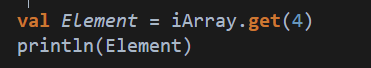 val Element = iArray.get(4)
println(Element)